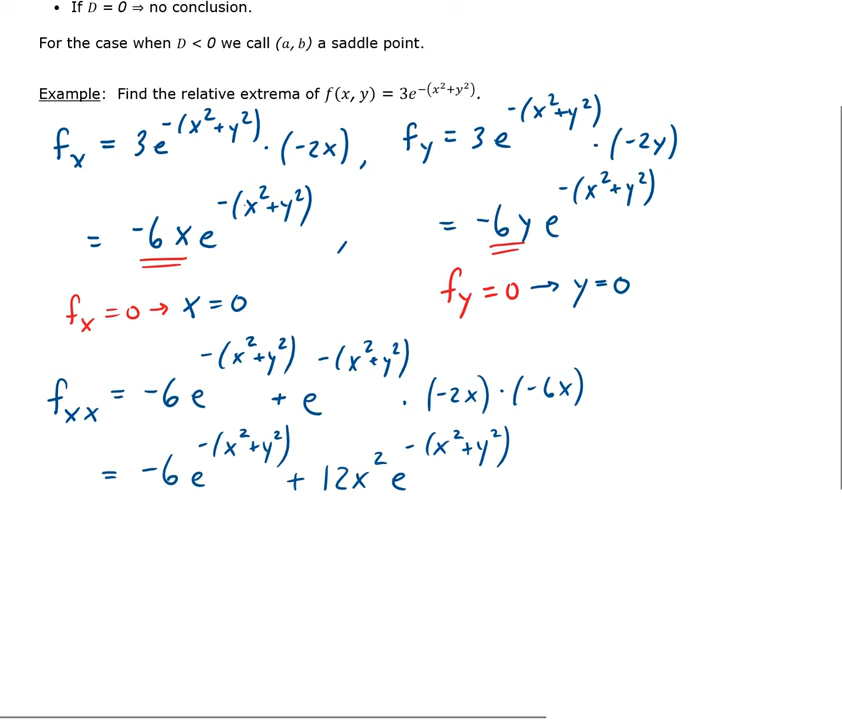 • If D = 0 ⇒ no conclusion.
For the case when D < 0 we call (a, b) a saddle point.
Example: Find the relative extrema of f(x, y) = 3e^{−(x²+y²)}.
f_x = 3e^{-(x²+y²)} · (-2x), f_y = 3e^{-(x²+y²)} · (-2y)
= -6xe^{-(x²+y²)}, = -6ye^{-(x²+y²)}
f_x = 0 → x = 0 f_y = 0 → y = 0
f_xx = -6e^{-(x²+y²)} + e^{-(x²+y²)} · (-2x) · (-6x)
= -6e^{-(x²+y²)} + 12x²e^{-(x²+y²)}